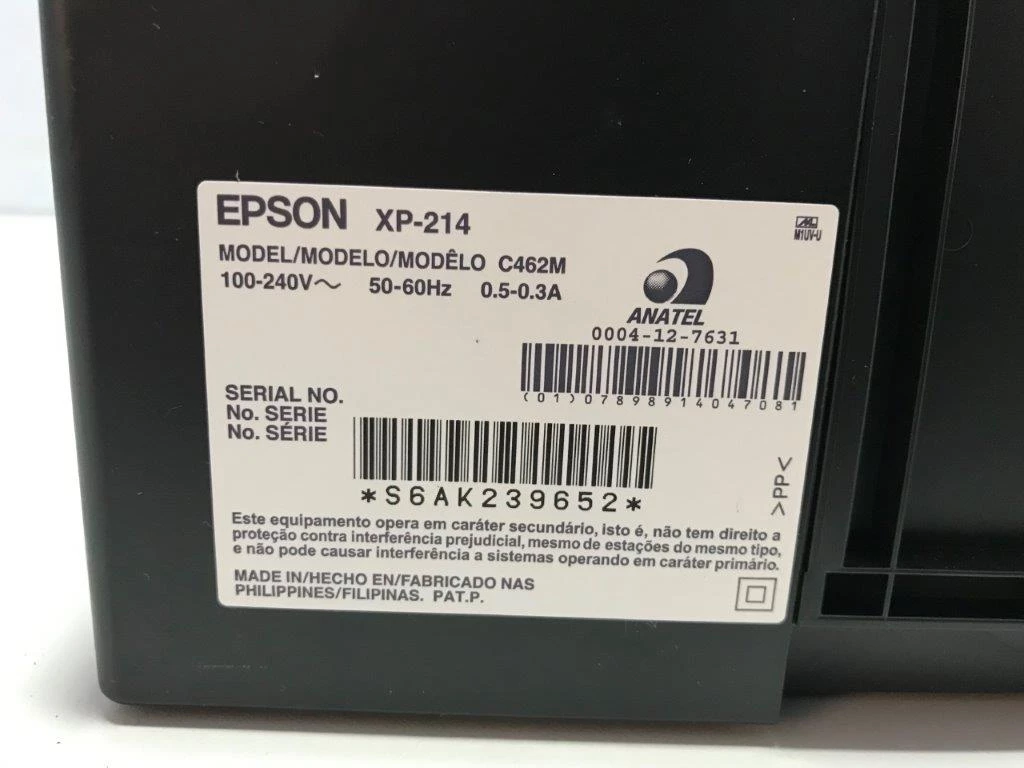 EPSON XP-214
M1UV-U
MODEL/MODELO/MODÊLO C462M
100-240V～ 50-60Hz 0.5-0.3A
ANATEL
0004-12-7631
(01)07898914047081
SERIAL NO.
No. SERIE
No. SÉRIE
*S6AK239652*
>PP<
Este equipamento opera em caráter secundário, isto é, não tem direito a
proteção contra interferência prejudicial, mesmo de estações do mesmo tipo,
e não pode causar interferência a sistemas operando em caráter primário.
MADE IN/HECHO EN/FABRICADO NAS
PHILIPPINES/FILIPINAS. PAT.P.